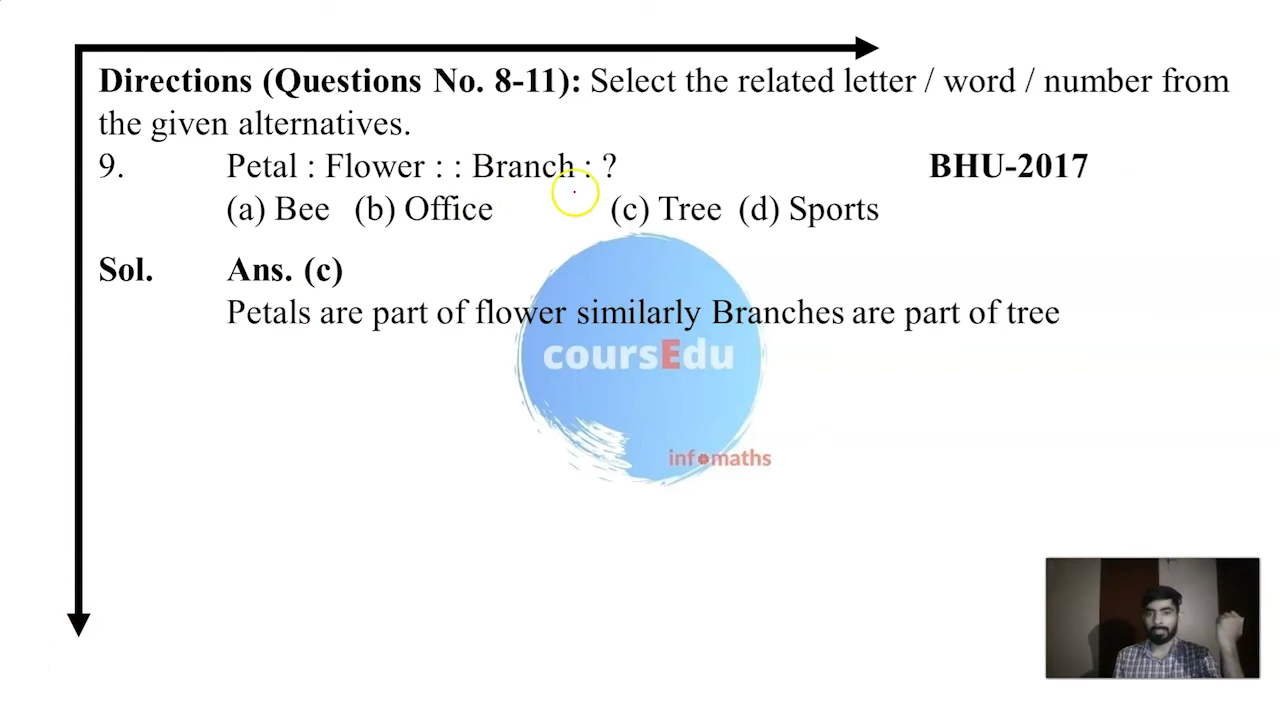 Directions (Questions No. 8-11): Select the related letter / word / number from
the given alternatives.
9. Petal : Flower : : Branch : ? BHU-2017
(a) Bee (b) Office (c) Tree (d) Sports
Sol. Ans. (c)
Petals are part of flower similarly Branches are part of tree
coursEdu
infomaths